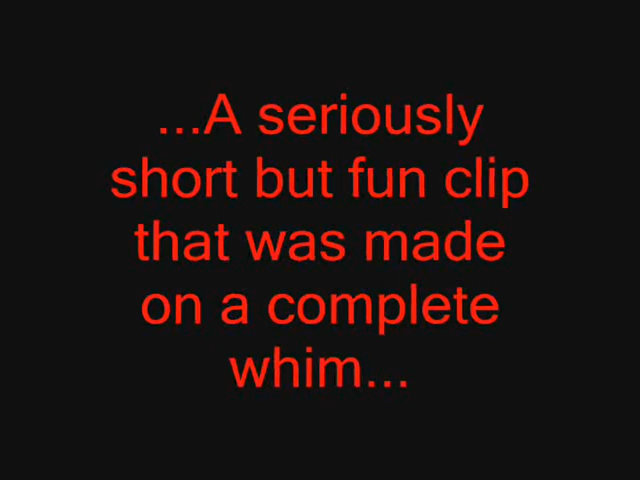 ...A seriously
short but fun clip
that was made
on a complete
whim...